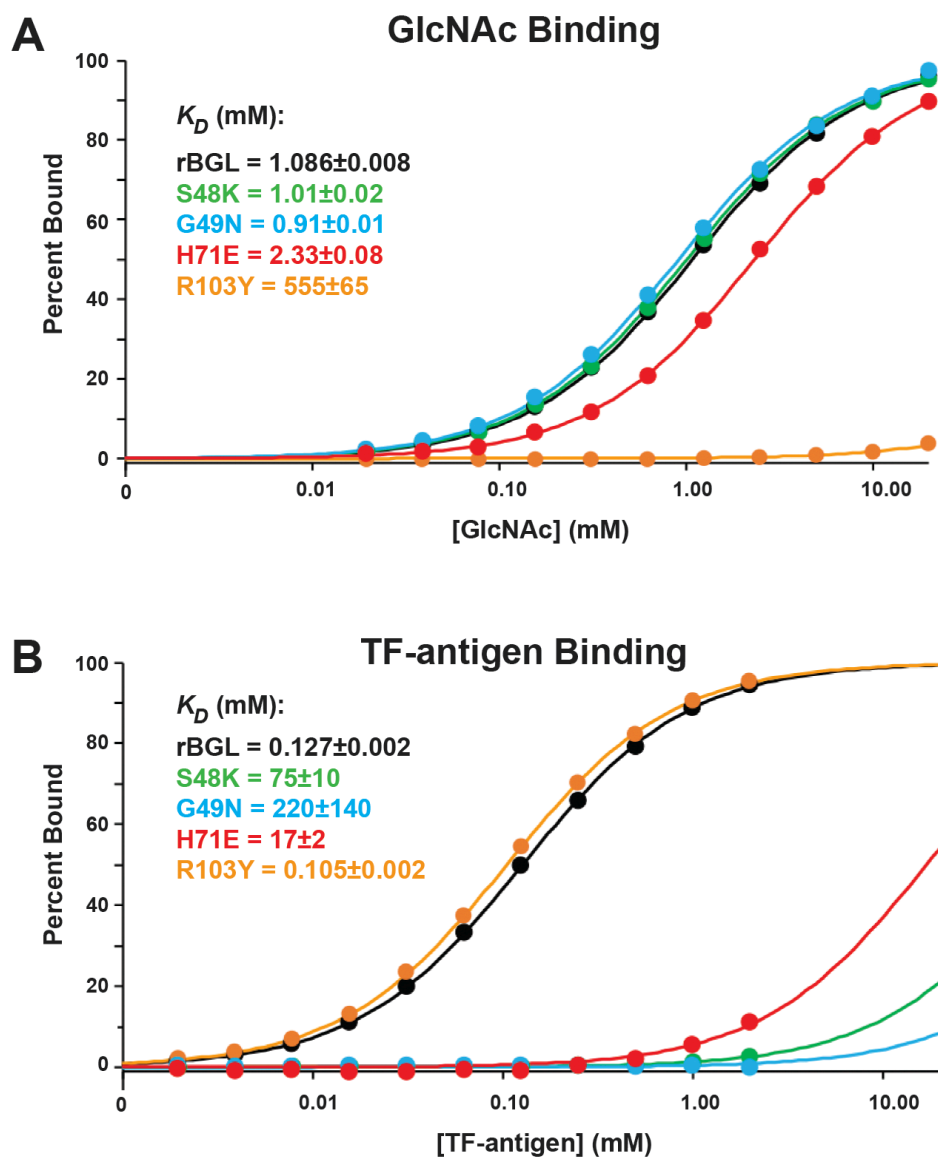 A
GlcNAc Binding
100
80
60
40
20
0
Percent Bound
K_D (mM):
rBGL = 1.086±0.008
S48K = 1.01±0.02
G49N = 0.91±0.01
H71E = 2.33±0.08
R103Y = 555±65
0 0.01 0.10 1.00 10.00
[GlcNAc] (mM)
B
TF-antigen Binding
100
80
60
40
20
0
Percent Bound
K_D (mM):
rBGL = 0.127±0.002
S48K = 75±10
G49N = 220±140
H71E = 17±2
R103Y = 0.105±0.002
0 0.01 0.10 1.00 10.00
[TF-antigen] (mM)